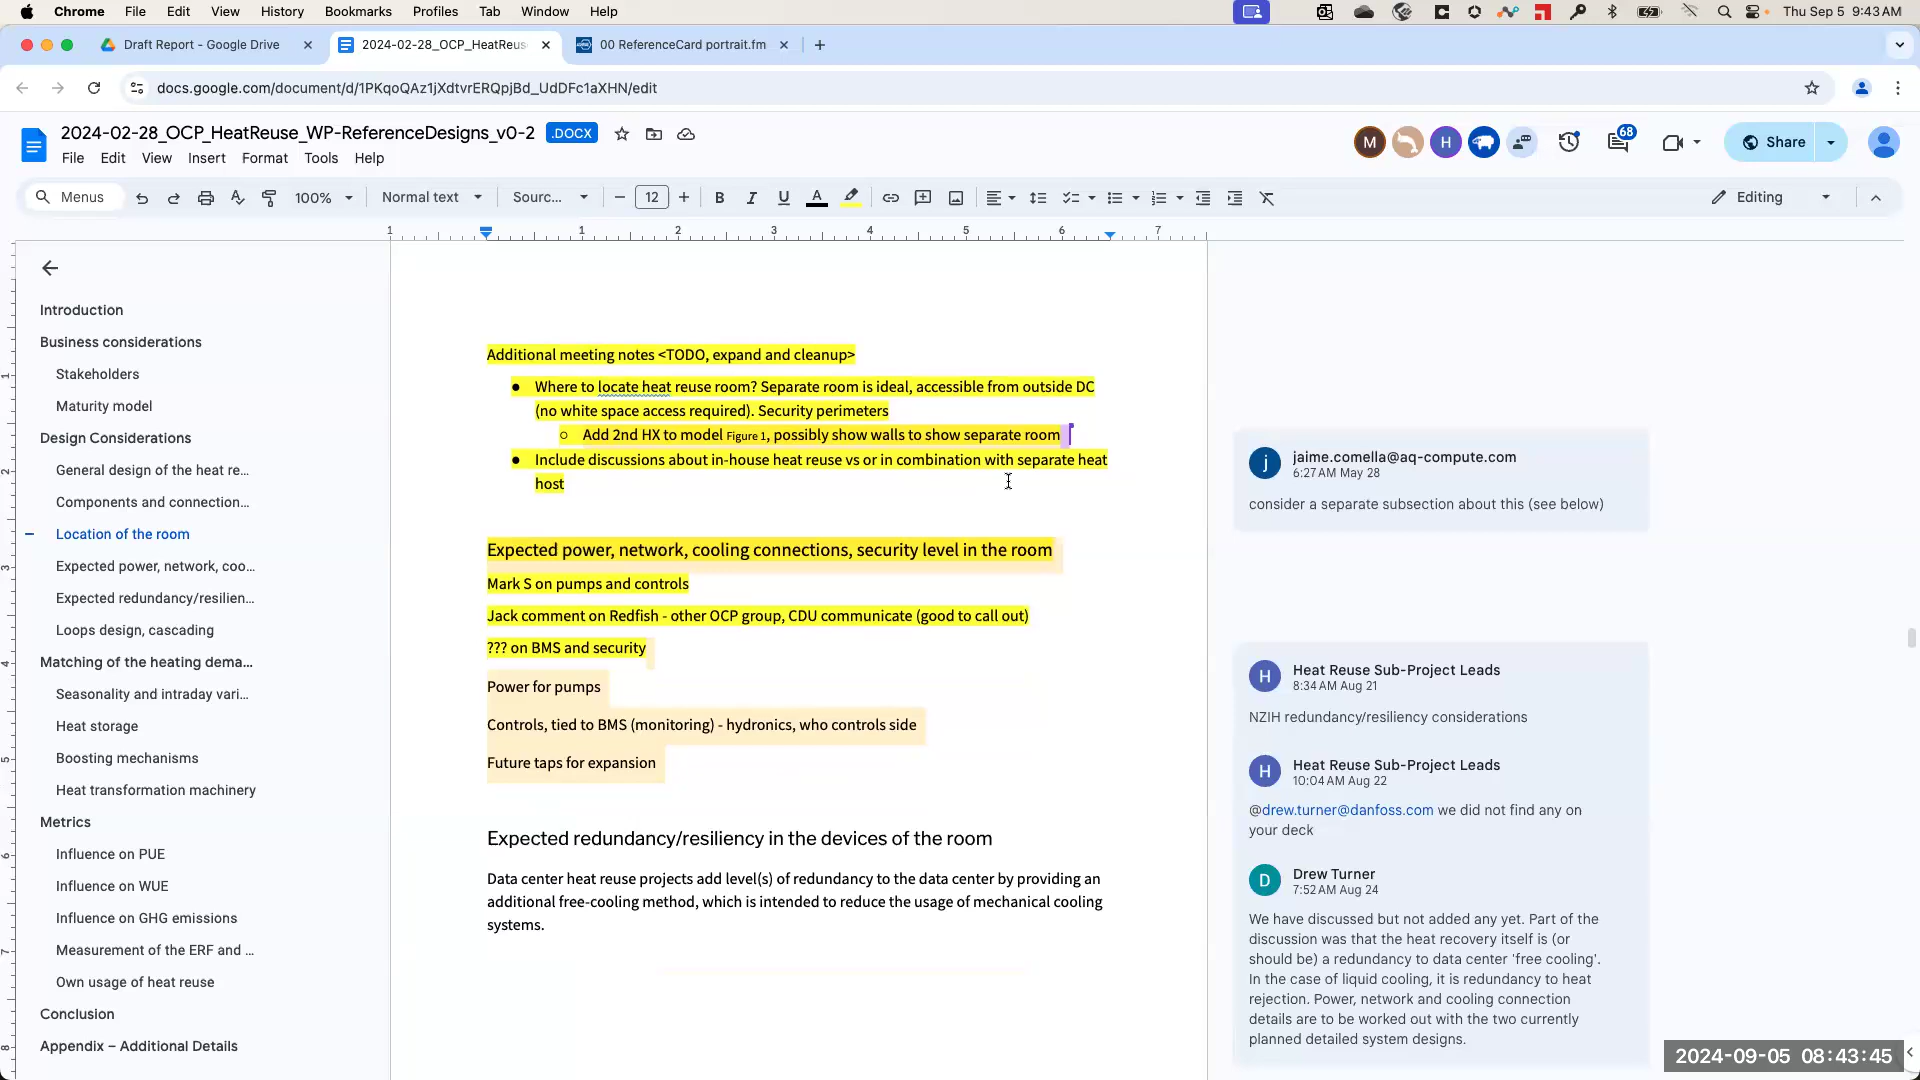 Chrome File Edit View History Bookmarks Profiles Tab Window Help Thu Sep 5 9:43 AM
Draft Report - Google Drive 2024-02-28_OCP_HeatReus 00 ReferenceCard portrait.fm
docs.google.com/document/d/1PKqoQAz1jXdtvrERQpjBd_UdDFc1aXHN/edit
2024-02-28_OCP_HeatReuse_WP-ReferenceDesigns_v0-2 .DOCX
M H 68 Share
File Edit View Insert Format Tools Help
Menus 100% Normal text Sourc... 12 B I U A Editing
1 1 2 3 4 5 6 7
Introduction
Business considerations
Stakeholders
Maturity model
Design Considerations
General design of the heat re...
Components and connection...
Location of the room
Expected power, network, coo...
Expected redundancy/resilien...
Loops design, cascading
Matching of the heating dema...
Seasonality and intraday vari...
Heat storage
Boosting mechanisms
Heat transformation machinery
Metrics
Influence on PUE
Influence on WUE
Influence on GHG emissions
Measurement of the ERF and ...
Own usage of heat reuse
Conclusion
Appendix – Additional Details
1
2
3
4
5
6
7
8
Additional meeting notes <TODO, expand and cleanup>
● Where to locate heat reuse room? Separate room is ideal, accessible from outside DC
(no white space access required). Security perimeters
○ Add 2nd HX to model Figure 1, possibly show walls to show separate room
● Include discussions about in-house heat reuse vs or in combination with separate heat
host
Expected power, network, cooling connections, security level in the room
Mark S on pumps and controls
Jack comment on Redfish - other OCP group, CDU communicate (good to call out)
??? on BMS and security
Power for pumps
Controls, tied to BMS (monitoring) - hydronics, who controls side
Future taps for expansion
Expected redundancy/resiliency in the devices of the room
Data center heat reuse projects add level(s) of redundancy to the data center by providing an
additional free-cooling method, which is intended to reduce the usage of mechanical cooling
systems.
j jaime.comella@aq-compute.com
6:27 AM May 28
consider a separate subsection about this (see below)
H Heat Reuse Sub-Project Leads
8:34 AM Aug 21
NZIH redundancy/resiliency considerations
H Heat Reuse Sub-Project Leads
10:04 AM Aug 22
@drew.turner@danfoss.com we did not find any on
your deck
D Drew Turner
7:52 AM Aug 24
We have discussed but not added any yet. Part of the
discussion was that the heat recovery itself is (or
should be) a redundancy to data center 'free cooling'.
In the case of liquid cooling, it is redundancy to heat
rejection. Power, network and cooling connection
details are to be worked out with the two currently
planned detailed system designs.
2024-09-05 08:43:45